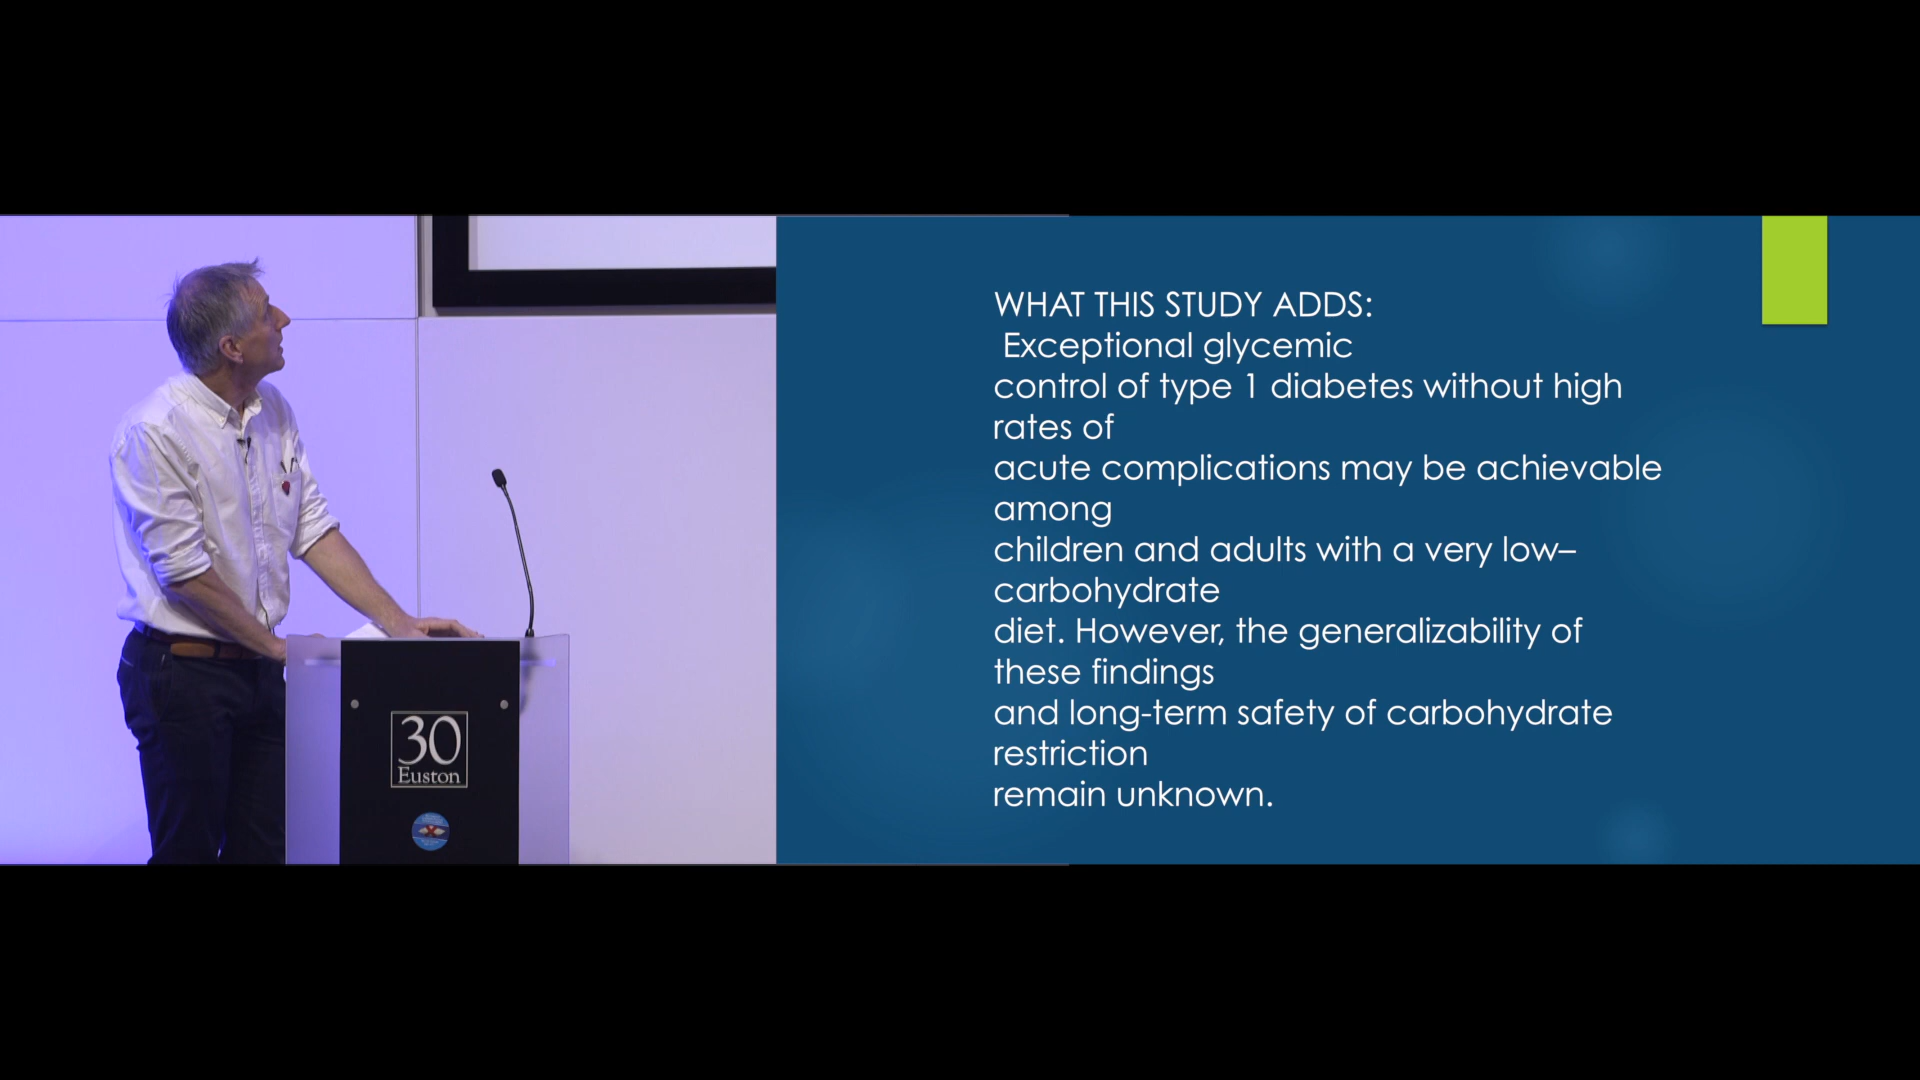 WHAT THIS STUDY ADDS:
Exceptional glycemic
control of type 1 diabetes without high
rates of
acute complications may be achievable
among
children and adults with a very low–
carbohydrate
diet. However, the generalizability of
these findings
and long-term safety of carbohydrate
restriction
remain unknown.
30
Euston